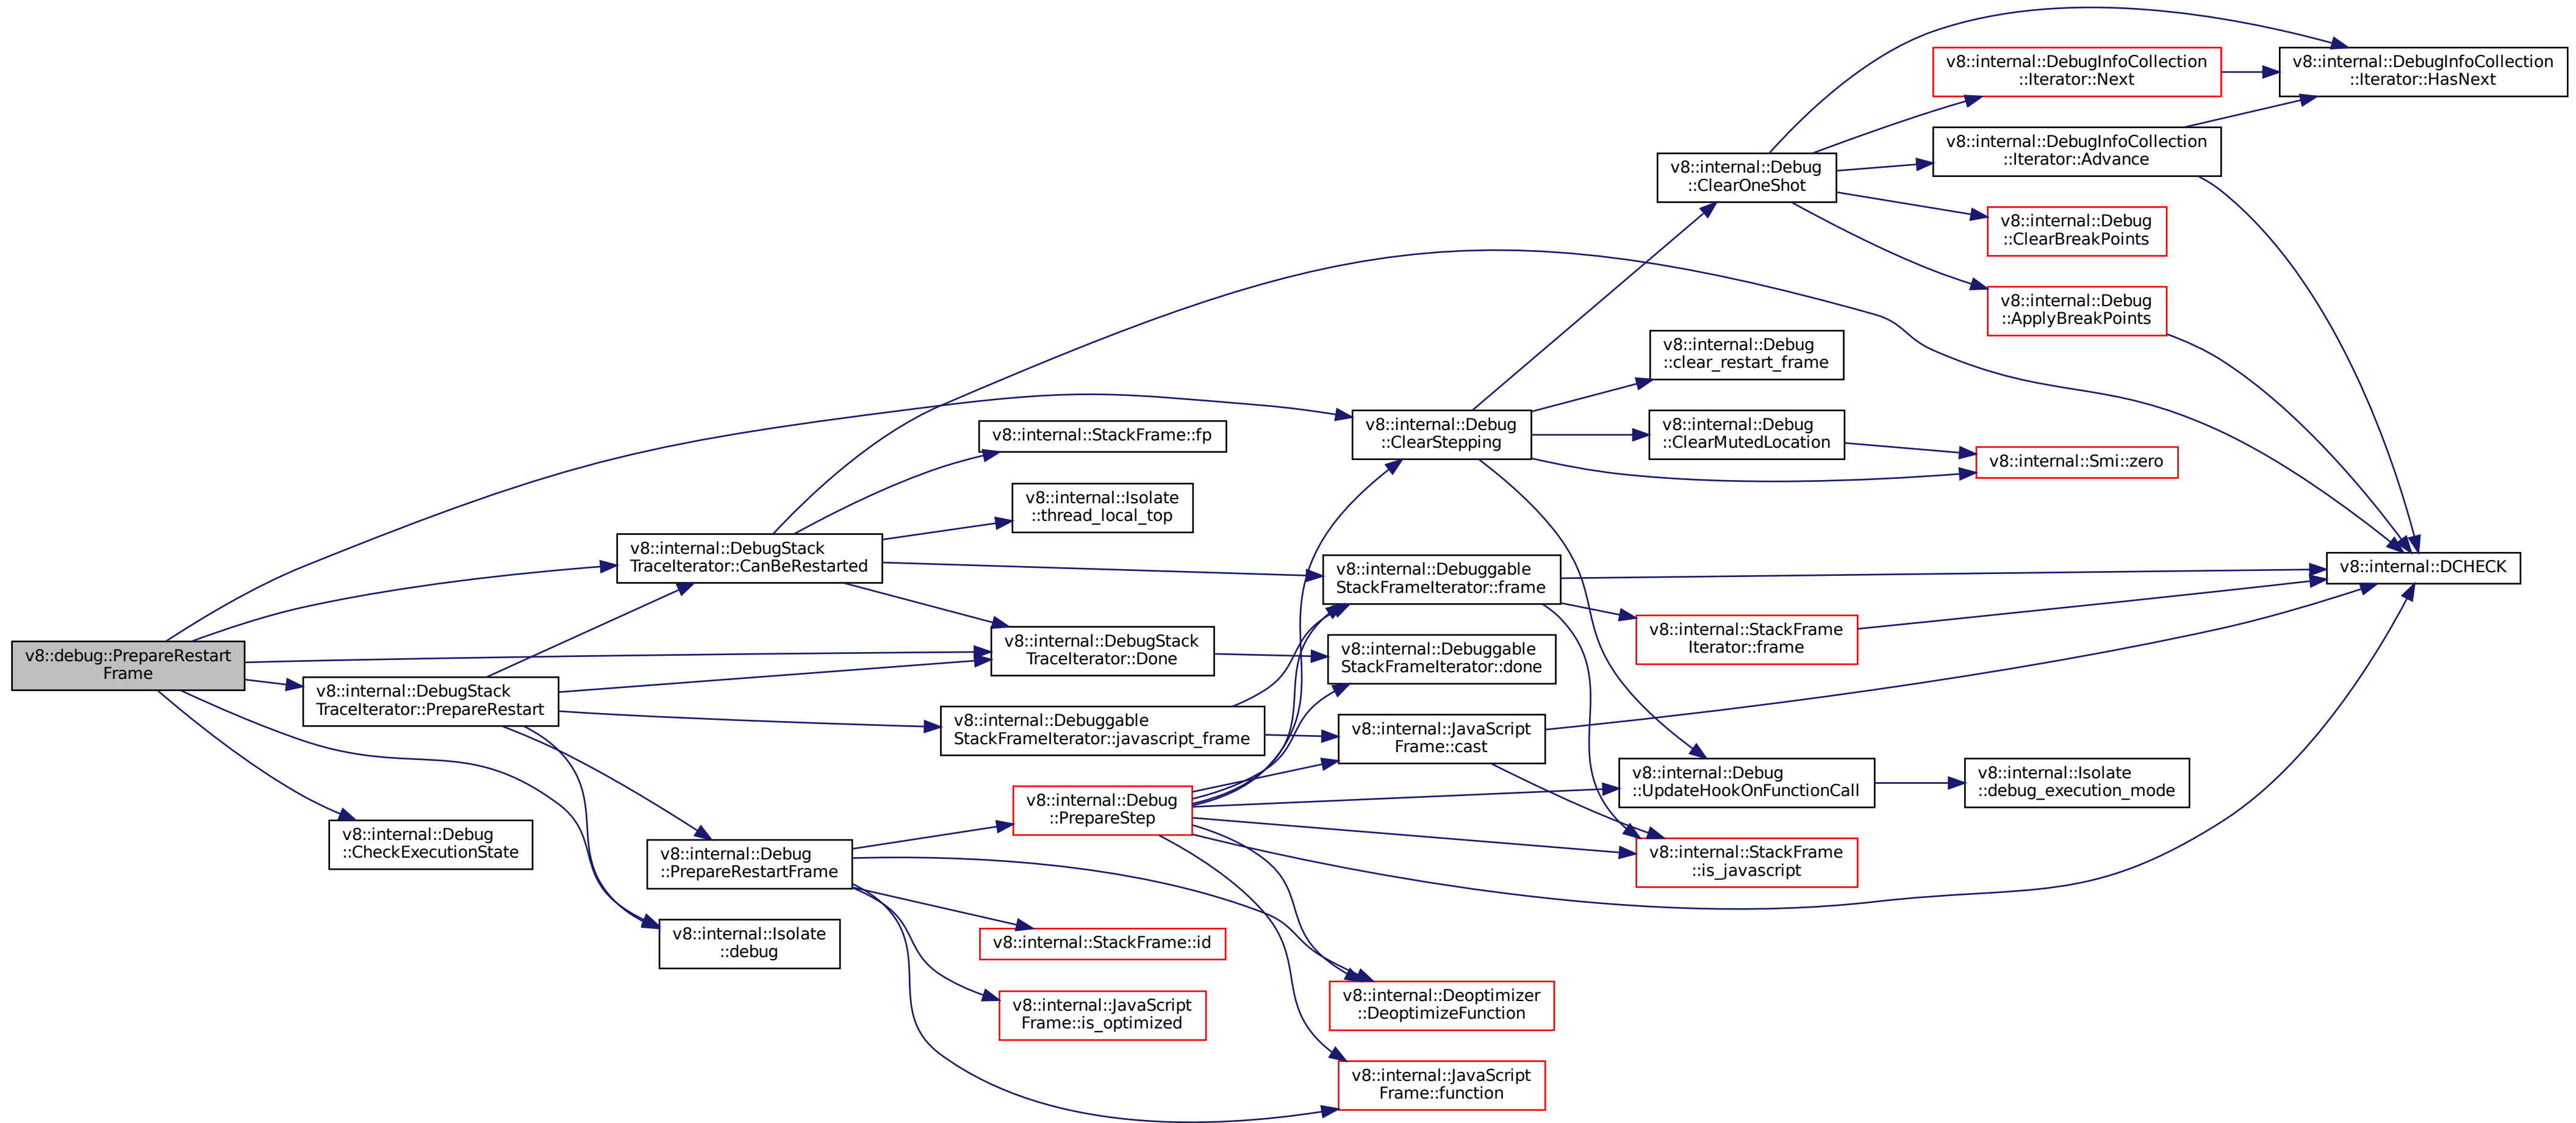 v8::debug::PrepareRestart
Frame
v8::internal::Debug
::CheckExecutionState
v8::internal::DebugStack
TraceIterator::PrepareRestart
v8::internal::DebugStack
TraceIterator::CanBeRestarted
v8::internal::Debug
::PrepareRestartFrame
v8::internal::Isolate
::debug
v8::internal::StackFrame::fp
v8::internal::Isolate
::thread_local_top
v8::internal::DebugStack
TraceIterator::Done
v8::internal::Debuggable
StackFrameIterator::javascript_frame
v8::internal::Debug
::PrepareStep
v8::internal::StackFrame::id
v8::internal::JavaScript
Frame::is_optimized
v8::internal::Debug
::ClearStepping
v8::internal::Debuggable
StackFrameIterator::frame
v8::internal::Debuggable
StackFrameIterator::done
v8::internal::JavaScript
Frame::cast
v8::internal::Deoptimizer
::DeoptimizeFunction
v8::internal::JavaScript
Frame::function
v8::internal::Debug
::ClearOneShot
v8::internal::Debug
::clear_restart_frame
v8::internal::Debug
::ClearMutedLocation
v8::internal::StackFrame
Iterator::frame
v8::internal::Debug
::UpdateHookOnFunctionCall
v8::internal::StackFrame
::is_javascript
v8::internal::DebugInfoCollection
::Iterator::Next
v8::internal::DebugInfoCollection
::Iterator::Advance
v8::internal::Debug
::ClearBreakPoints
v8::internal::Debug
::ApplyBreakPoints
v8::internal::Smi::zero
v8::internal::Isolate
::debug_execution_mode
v8::internal::DebugInfoCollection
::Iterator::HasNext
v8::internal::DCHECK